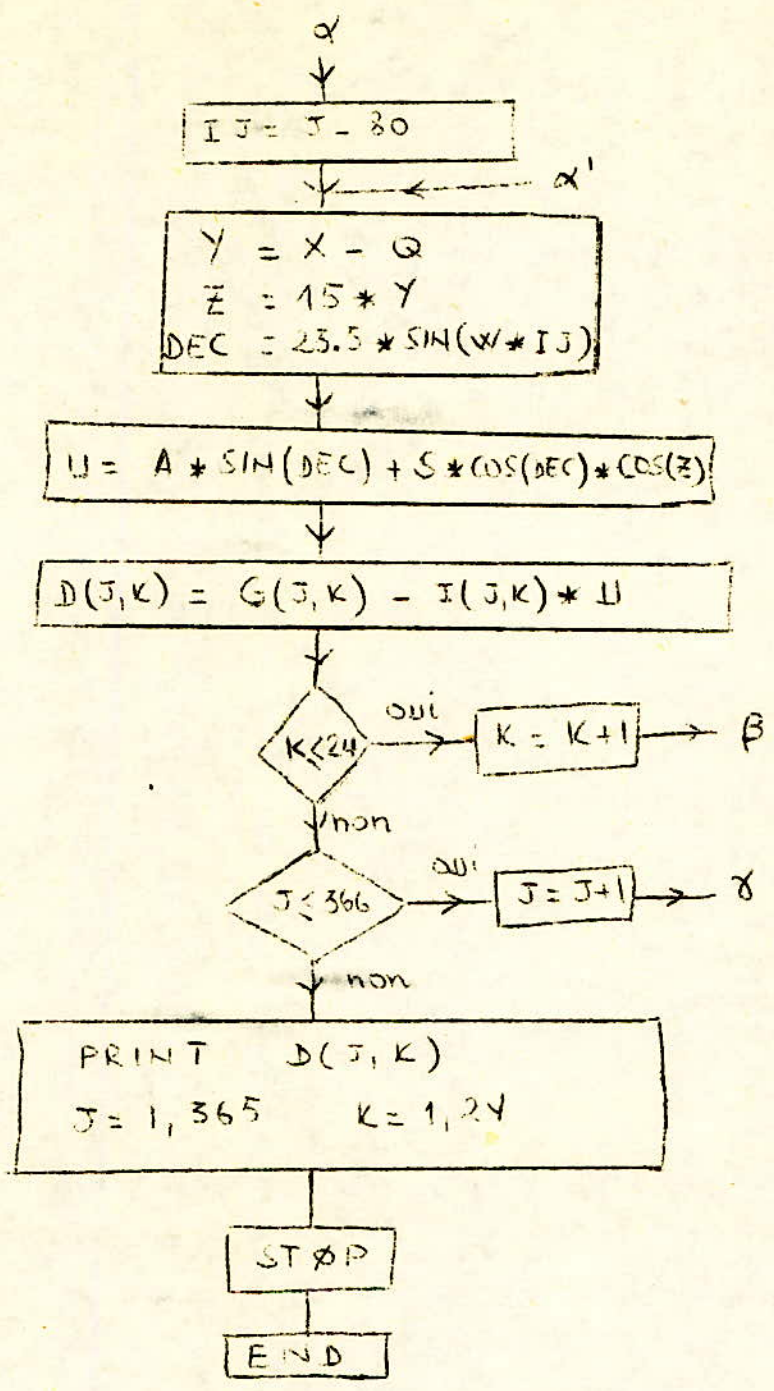 α
IJ = J - 80
α'
Y = X - Q
Z = 15 * Y
DEC = 23.5 * SIN(W * IJ)
U = A * SIN(DEC) + S * COS(DEC) * COS(Z)
D(J,K) = G(J,K) - I(J,K) * U
K ≤ 24
oui
K = K+1
β
non
J ≤ 366
oui
J = J+1
γ
non
PRINT D(J,K)
J = 1, 365 K = 1, 24
STØP
END